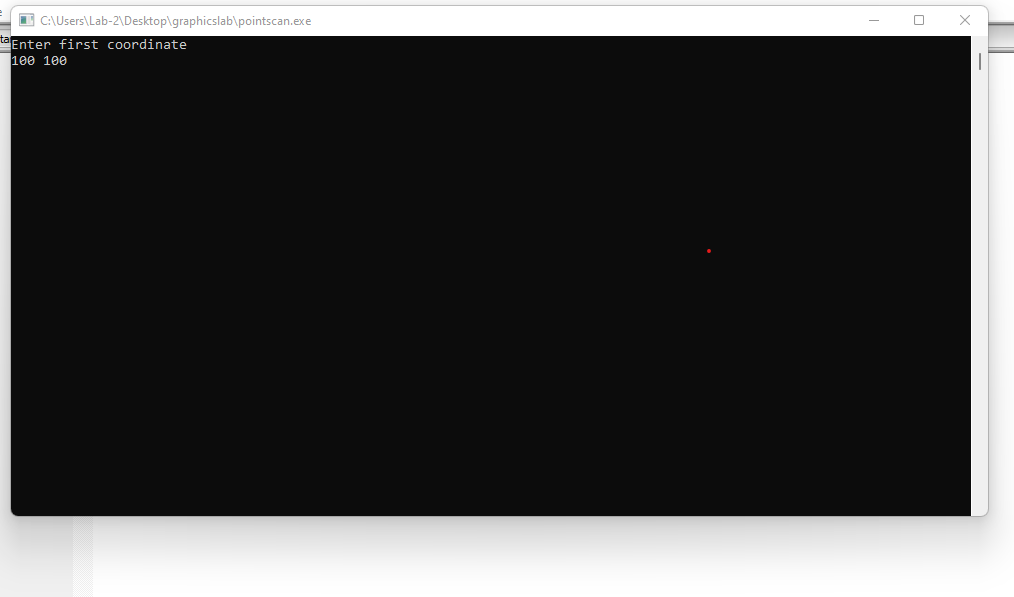 C:\Users\Lab-2\Desktop\graphicslab\pointscan.exe
Enter first coordinate
100 100